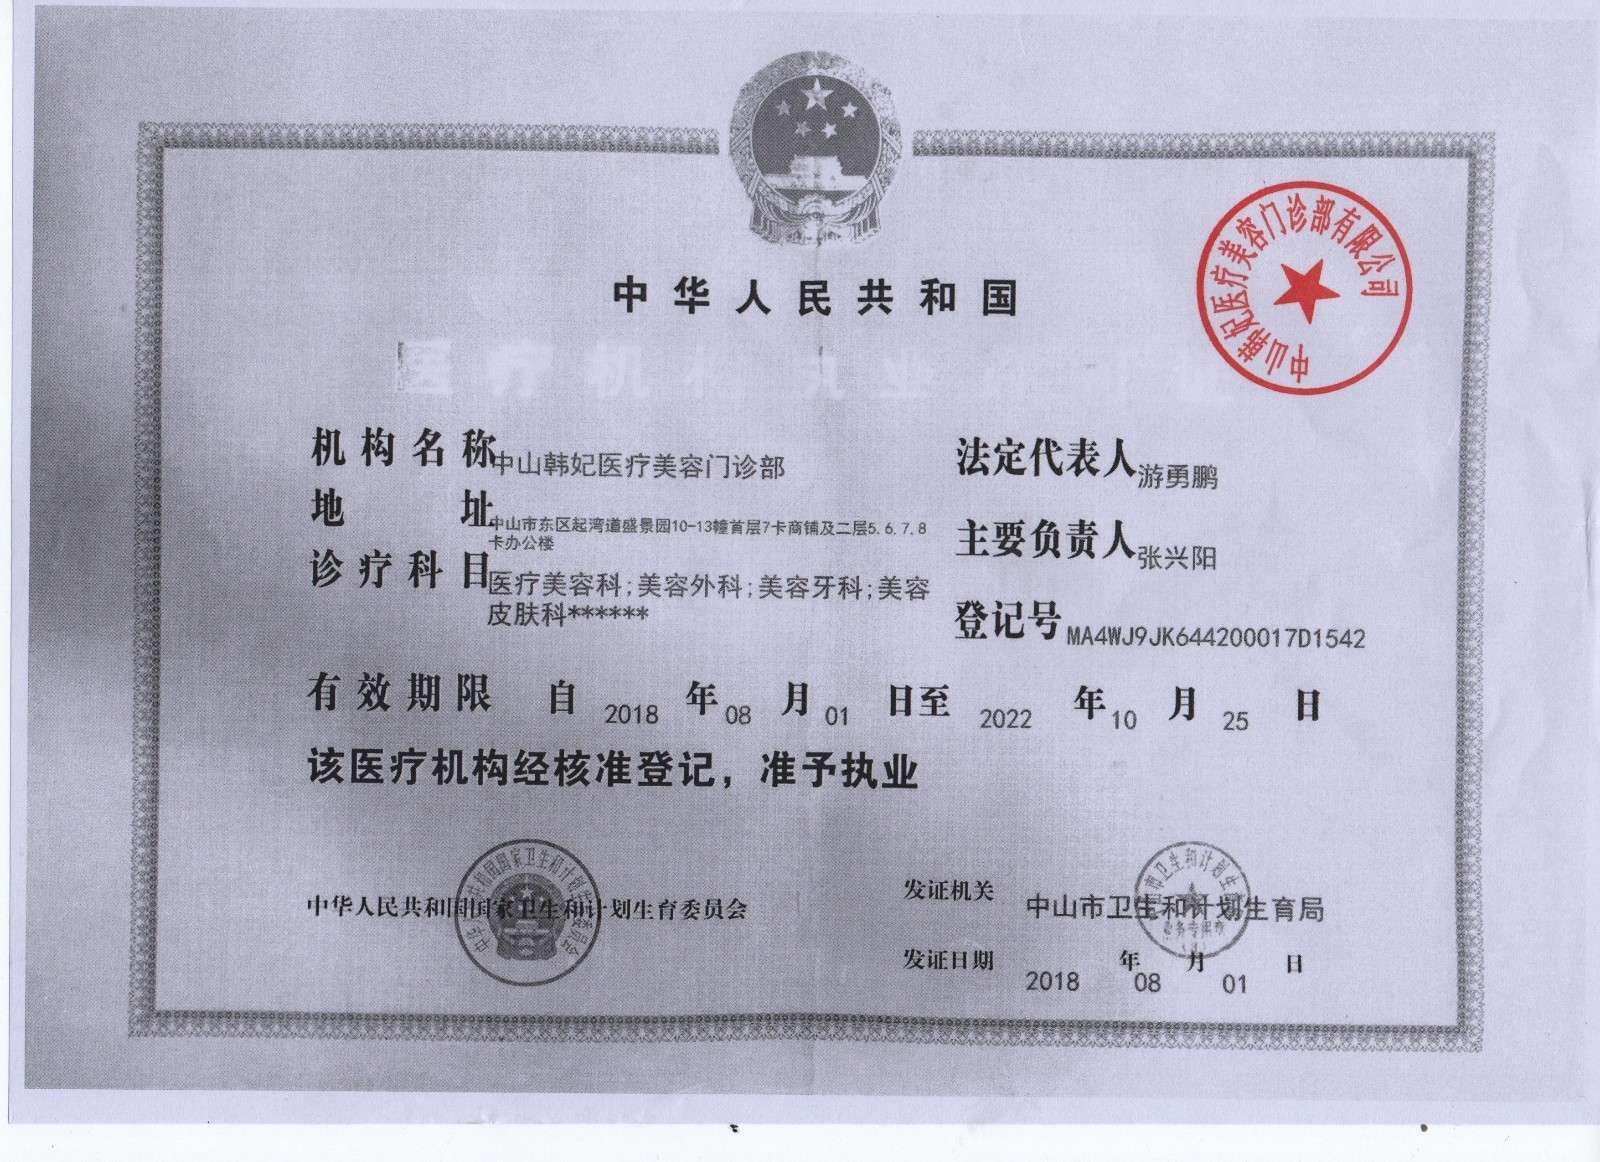 中华人民共和国
医疗机构执业许可证
中山韩妃医疗美容门诊部有限公司
机构名称 中山韩妃医疗美容门诊部
法定代表人 游勇鹏
地址 中山市东区起湾道盛景园10-13幢首层7卡商铺及二层5.6.7.8
卡办公楼
主要负责人 张兴阳
诊疗科目 医疗美容科;美容外科;美容牙科;美容
皮肤科******
登记号 MA4WJ9JK644200017D1542
有效期限 自 2018 年 08 月 01 日至 2022 年 10 月 25 日
该医疗机构经核准登记，准予执业
中华人民共和国国家卫生和计划生育委员会
发证机关 中山市卫生和计划生育局
发证日期 2018 年 08 月 01 日